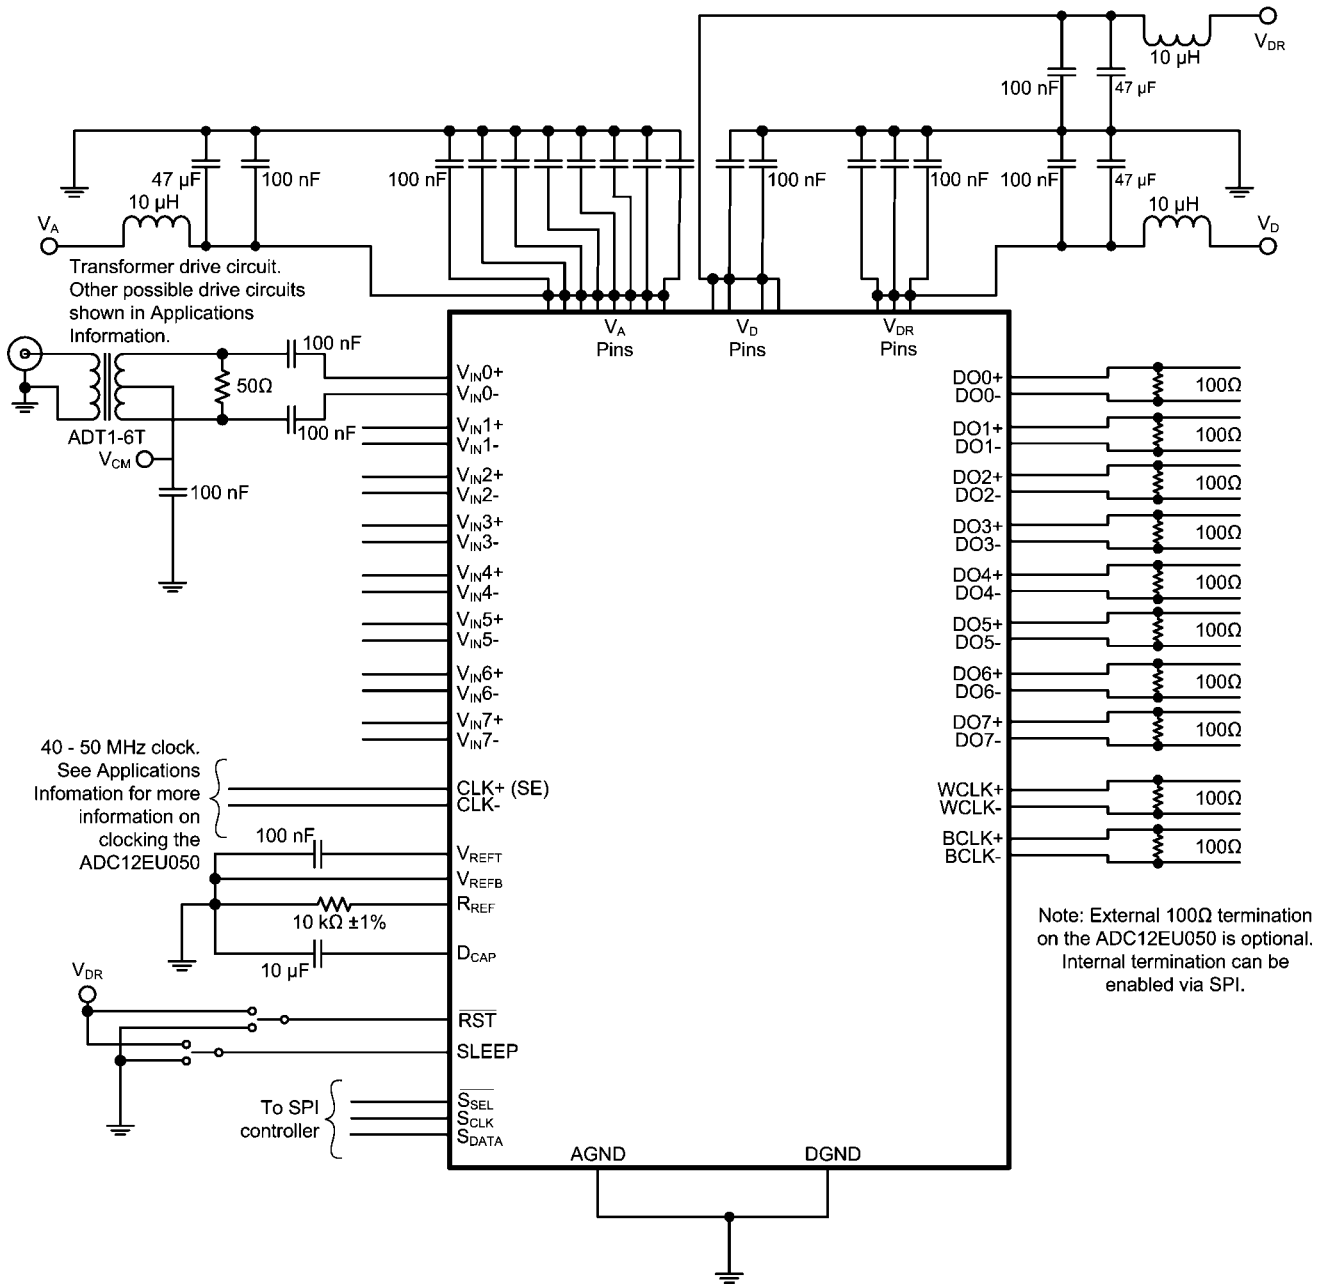 V_DR
10 µH
100 nF
47 µF
47 µF
100 nF
100 nF
100 nF
100 nF
100 nF
47 µF
10 µH
V_A
10 µH
V_D
Transformer drive circuit.
Other possible drive circuits
shown in Applications
Information.
V_A
Pins
V_D
Pins
V_DR
Pins
100 nF
50Ω
100 nF
ADT1-6T
V_CM
100 nF
V_IN0+
V_IN0-
V_IN1+
V_IN1-
V_IN2+
V_IN2-
V_IN3+
V_IN3-
V_IN4+
V_IN4-
V_IN5+
V_IN5-
V_IN6+
V_IN6-
V_IN7+
V_IN7-
DO0+
DO0-
100Ω
DO1+
DO1-
100Ω
DO2+
DO2-
100Ω
DO3+
DO3-
100Ω
DO4+
DO4-
100Ω
DO5+
DO5-
100Ω
DO6+
DO6-
100Ω
DO7+
DO7-
100Ω
40 - 50 MHz clock.
See Applications
Infomation for more
information on
clocking the
ADC12EU050
CLK+ (SE)
CLK-
WCLK+
WCLK-
100Ω
BCLK+
BCLK-
100Ω
100 nF
V_REFT
V_REFB
R_REF
10 kΩ ±1%
D_CAP
10 µF
Note: External 100Ω termination
on the ADC12EU050 is optional.
Internal termination can be
enabled via SPI.
V_DR
RST
SLEEP
To SPI
controller
S_SEL
S_CLK
S_DATA
AGND
DGND